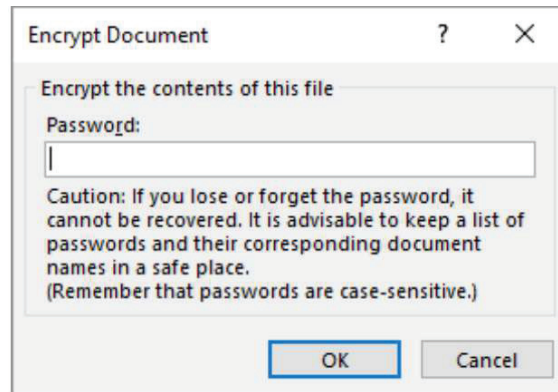 Encrypt Document ?
Encrypt the contents of this file
Password:
Caution: If you lose or forget the password, it
cannot be recovered. It is advisable to keep a list of
passwords and their corresponding document
names in a safe place.
(Remember that passwords are case-sensitive.)
OK Cancel